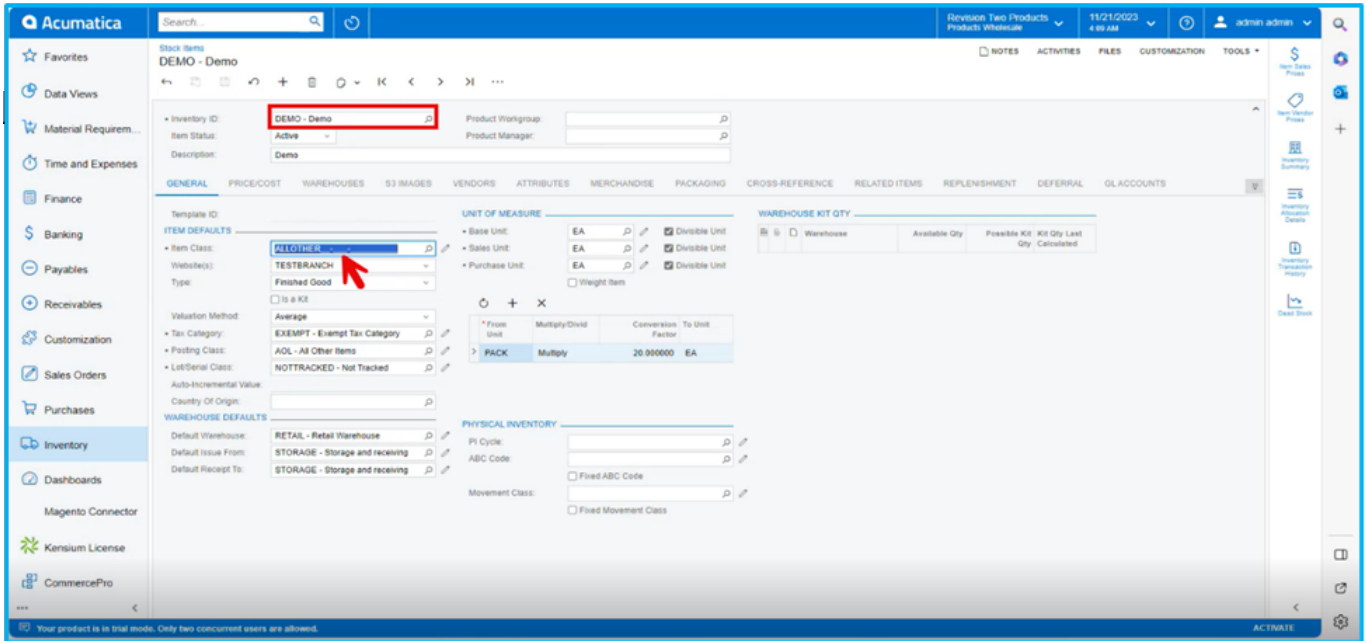 Acumatica
Search...
Revision Two Products
Products Wholesale
11/21/2023
4:09 AM
admin admin
Favorites
Data Views
Material Requirem...
Time and Expenses
Finance
Banking
Payables
Receivables
Customization
Sales Orders
Purchases
Inventory
Dashboards
Magento Connector
Kensium License
CommercePro
Stock Items
DEMO - Demo
NOTES ACTIVITIES FILES CUSTOMIZATION TOOLS
Inventory ID: DEMO - Demo Product Workgroup:
Item Status: Active Product Manager:
Description: Demo
GENERAL PRICE/COST WAREHOUSES S3 IMAGES VENDORS ATTRIBUTES MERCHANDISE PACKAGING CROSS-REFERENCE RELATED ITEMS REPLENISHMENT DEFERRAL GL ACCOUNTS
Template ID:
ITEM DEFAULTS
Item Class: ALLOTHER - -
Website(s): TESTBRANCH
Type: Finished Good
Is a Kit
Valuation Method: Average
Tax Category: EXEMPT - Exempt Tax Category
Posting Class: AOL - All Other Items
Lot/Serial Class: NOTTRACKED - Not Tracked
Auto-Incremental Value:
Country Of Origin:
WAREHOUSE DEFAULTS
Default Warehouse: RETAIL - Retail Warehouse
Default Issue From: STORAGE - Storage and receiving
Default Receipt To: STORAGE - Storage and receiving
UNIT OF MEASURE
Base Unit: EA Divisible Unit
Sales Unit: EA Divisible Unit
Purchase Unit: EA Divisible Unit
Weight Item
*From Unit Multiply/Divid Conversion Factor To Unit
PACK Multiply 20.000000 EA
PHYSICAL INVENTORY
PI Cycle:
ABC Code:
Fixed ABC Code
Movement Class:
Fixed Movement Class
WAREHOUSE KIT QTY
Warehouse Available Qty Possible Kit Qty Kit Qty Last Calculated
Item Sales Prices
Item Vendor Prices
Inventory Summary
Inventory Allocation Details
Inventory Transaction History
Dead Stock
Your product is in trial mode. Only two concurrent users are allowed.
ACTIVATE